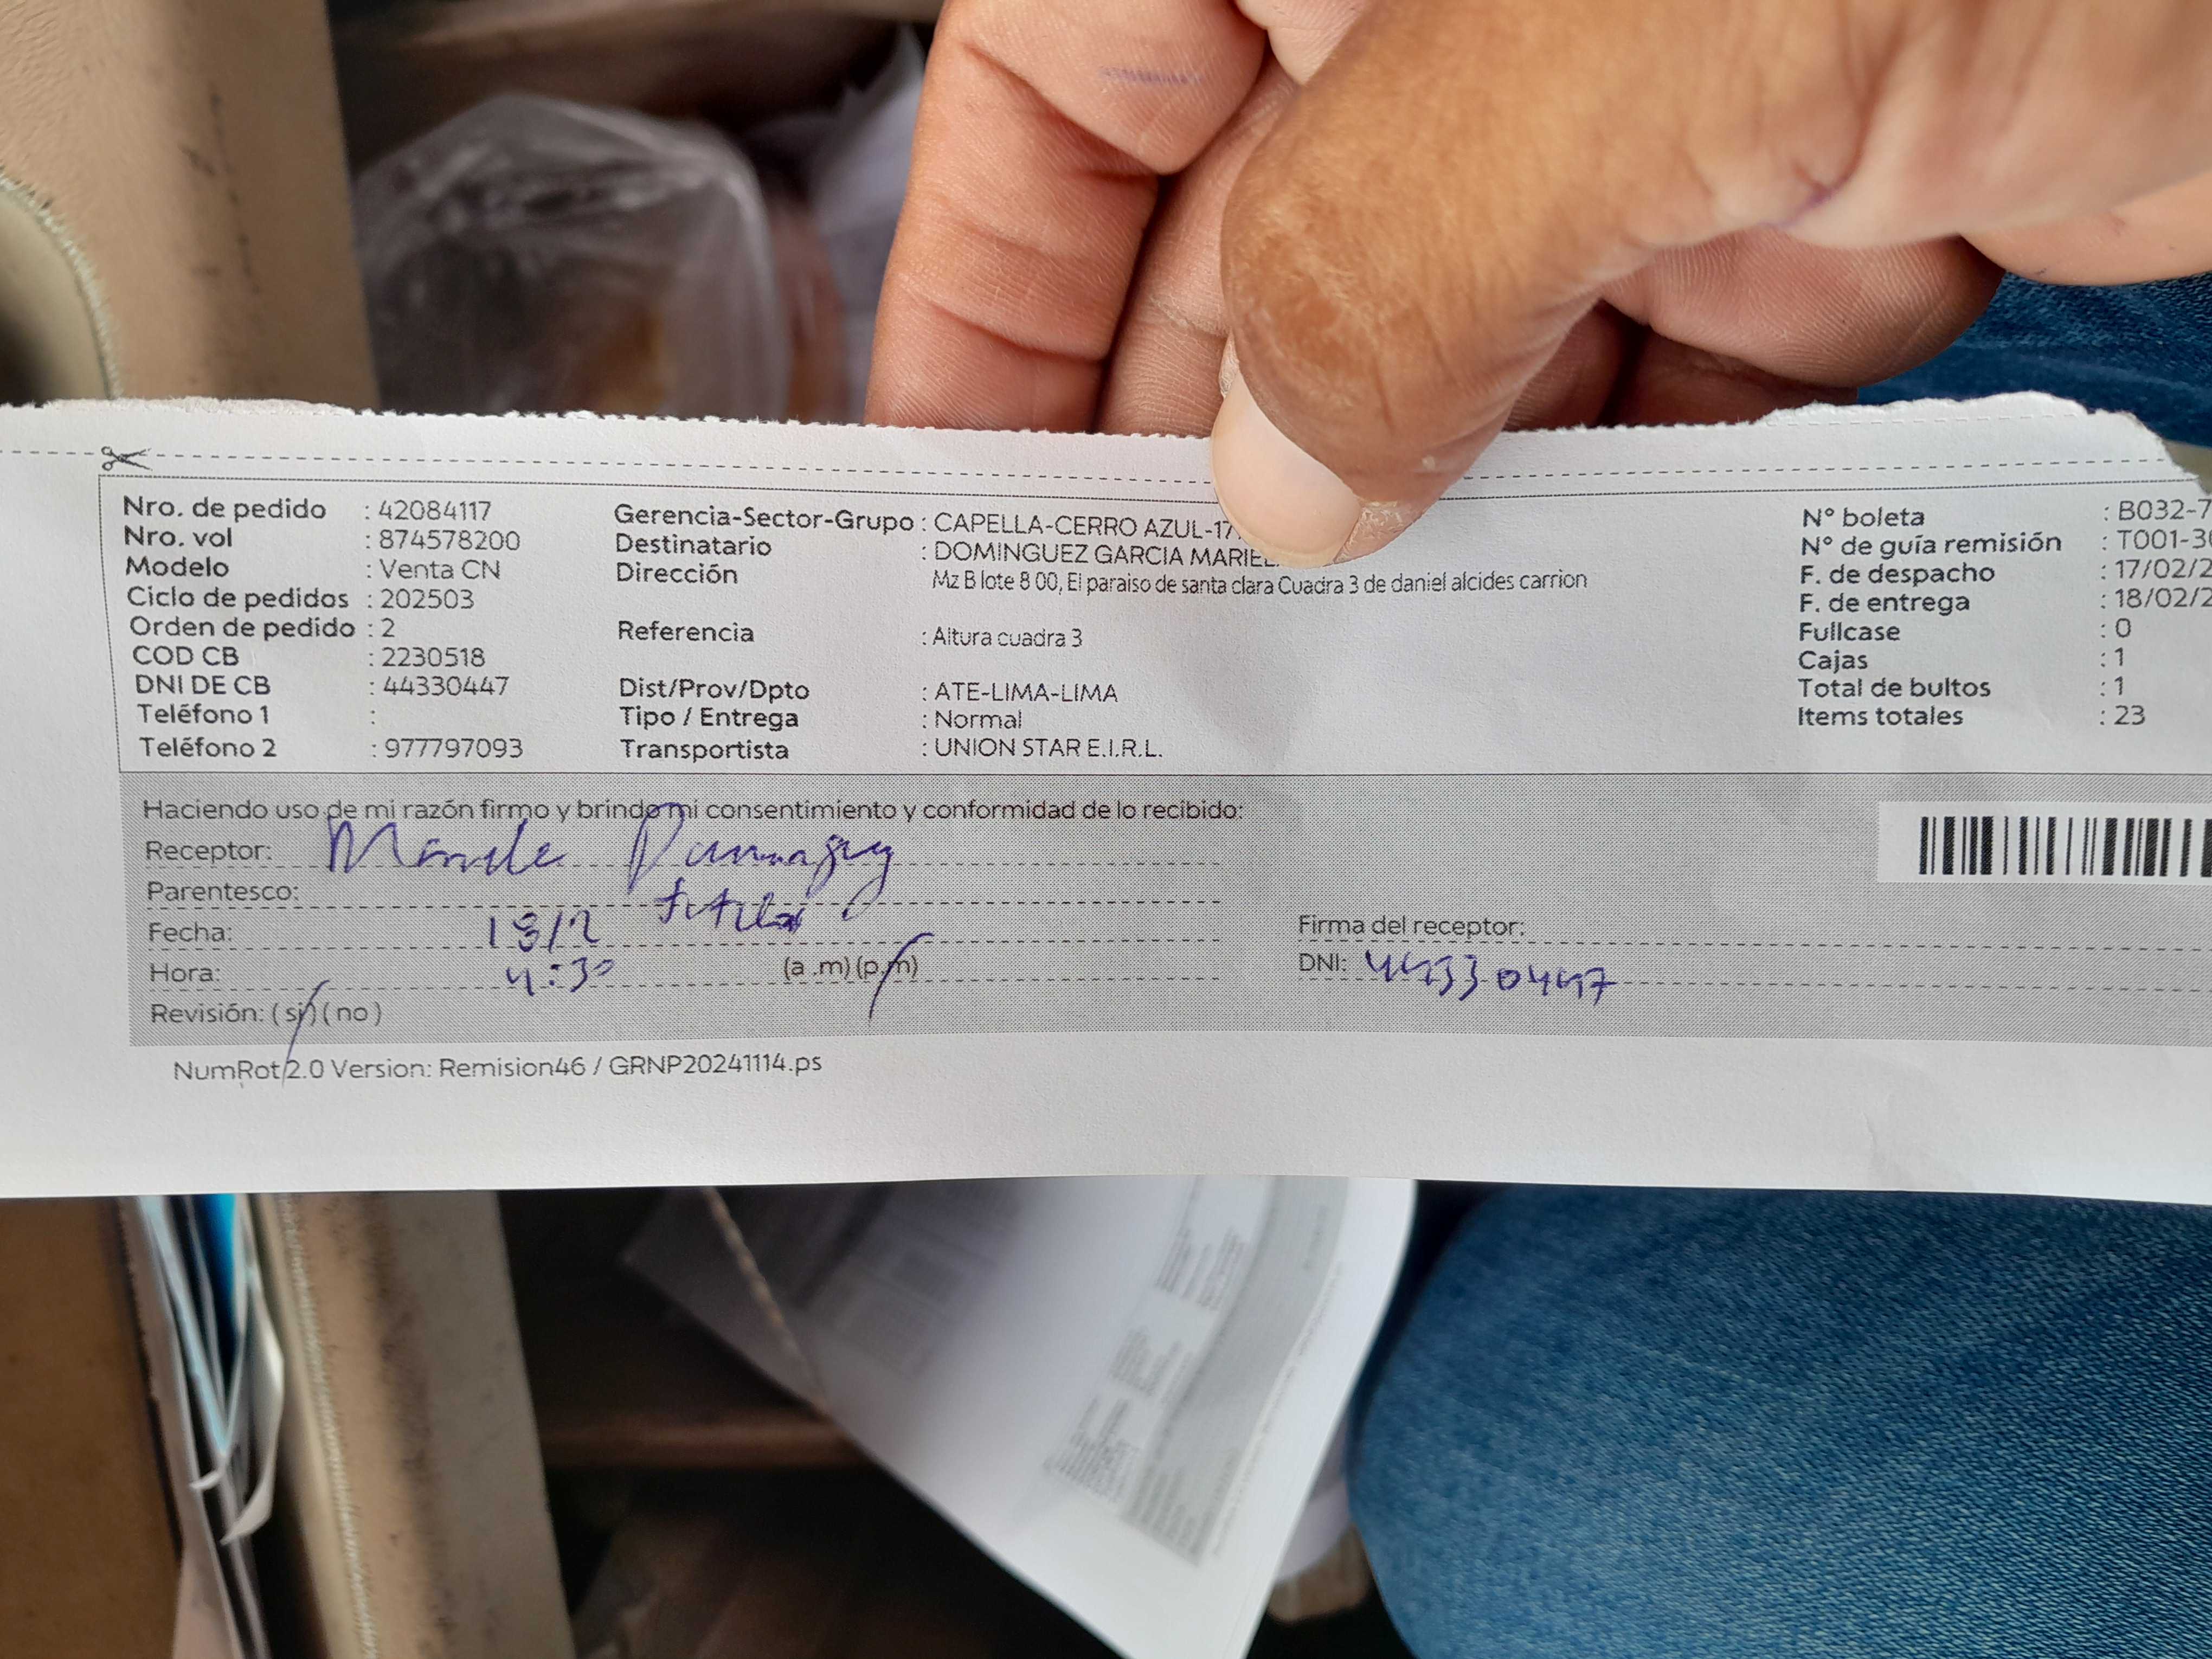 Nro. de pedido : 42084117
Nro. vol : 874578200
Modelo : Venta CN
Ciclo de pedidos : 202503
Orden de pedido : 2
COD CB : 2230518
DNI DE CB : 44330447
Teléfono 1 :
Teléfono 2 : 977797093
Gerencia-Sector-Grupo : CAPELLA-CERRO AZUL-17
Destinatario : DOMINGUEZ GARCIA MARIEL
Dirección Mz B lote 8 00, El paraiso de santa clara Cuadra 3 de daniel alcides carrion
Referencia : Altura cuadra 3
Dist/Prov/Dpto : ATE-LIMA-LIMA
Tipo / Entrega : Normal
Transportista : UNION STAR E.I.R.L.
N° boleta : B032-7
N° de guía remisión : T001-3
F. de despacho : 17/02/2
F. de entrega : 18/02/2
Fullcase : 0
Cajas : 1
Total de bultos : 1
Items totales : 23
Haciendo uso de mi razón firmo y brindo mi consentimiento y conformidad de lo recibido:
Receptor:
Parentesco:
Fecha: 18/2
Hora: 4:30 (a .m) (p.m)
Revisión: ( si ) ( no )
Firma del receptor:
DNI: 44330447
NumRot 2.0 Version: Remision46 / GRNP20241114.ps